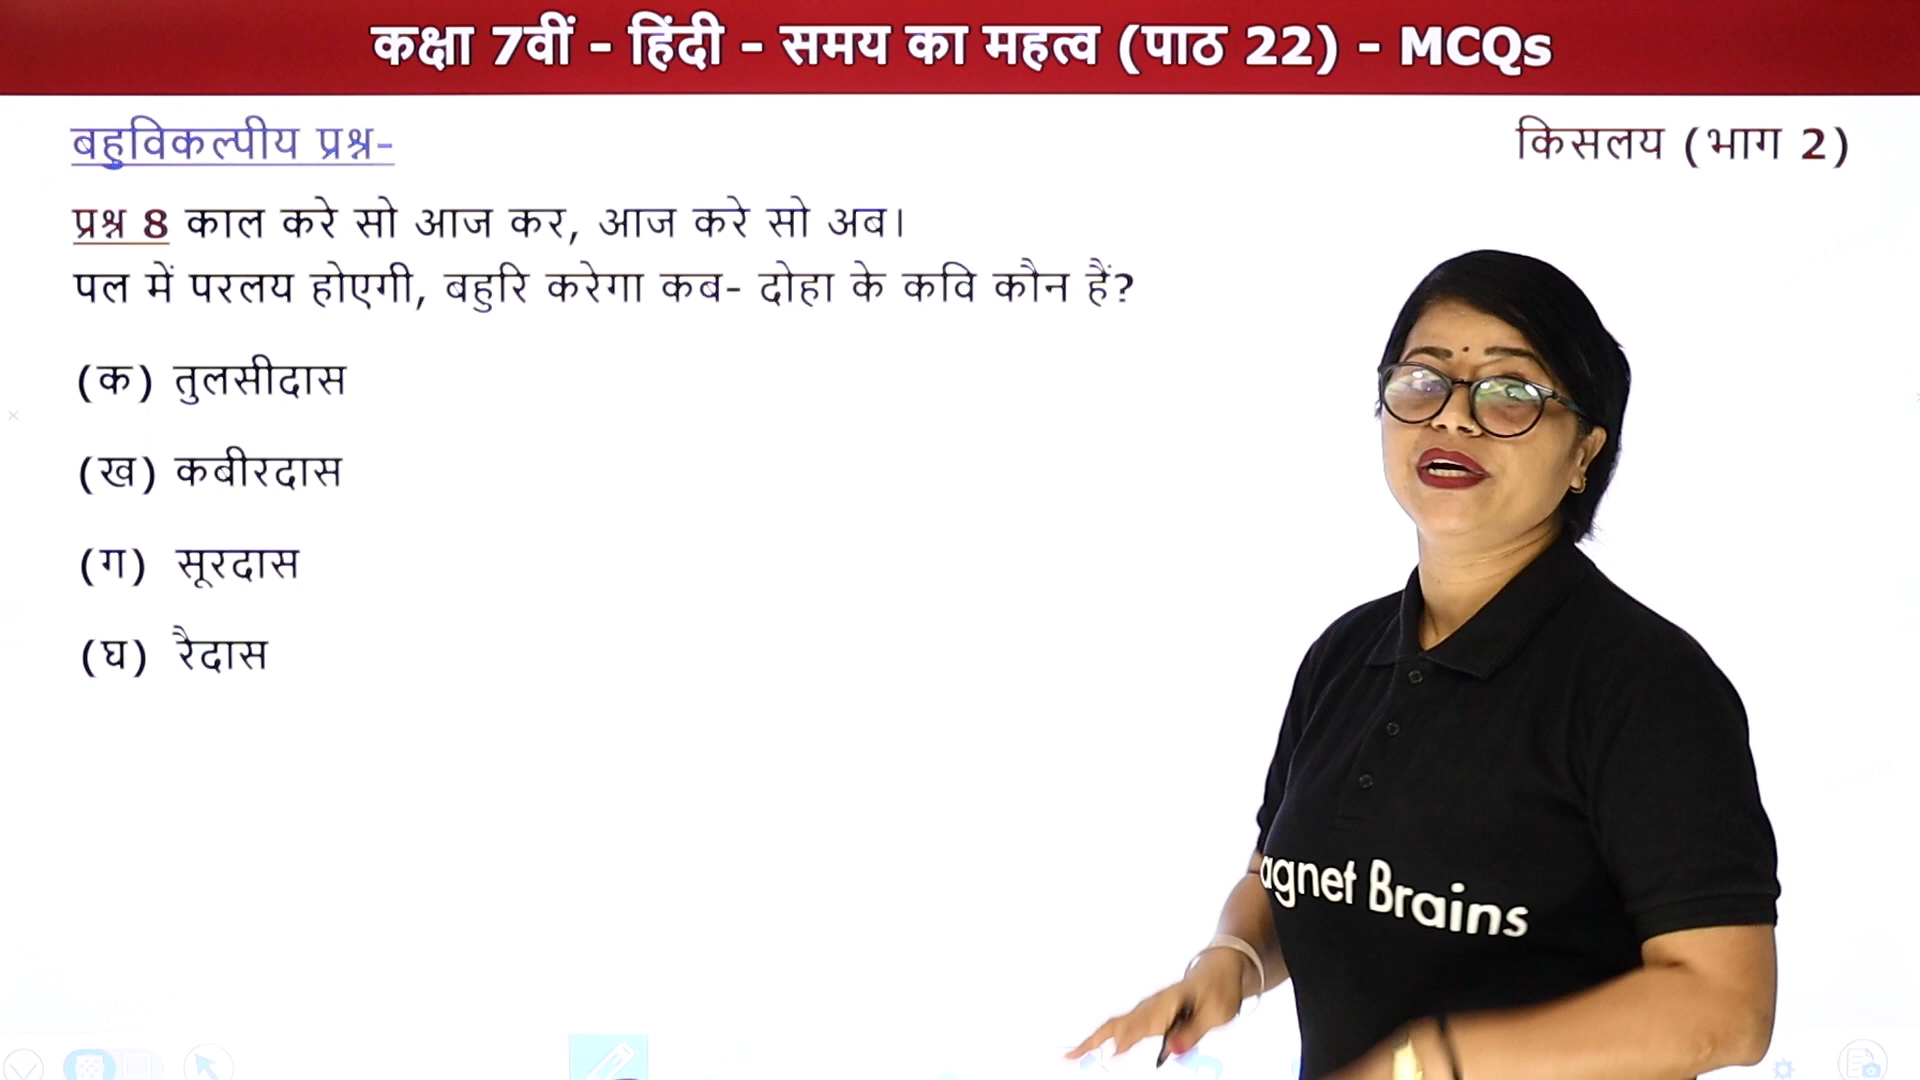 कक्षा 7वीं - हिंदी - समय का महत्व (पाठ 22) - MCQs
बहुविकल्पीय प्रश्न-
किसलय (भाग 2)
प्रश्न 8 काल करे सो आज कर, आज करे सो अब।
पल में परलय होएगी, बहुरि करेगा कब- दोहा के कवि कौन हैं?
(क) तुलसीदास
(ख) कबीरदास
(ग) सूरदास
(घ) रैदास
agnet Brains